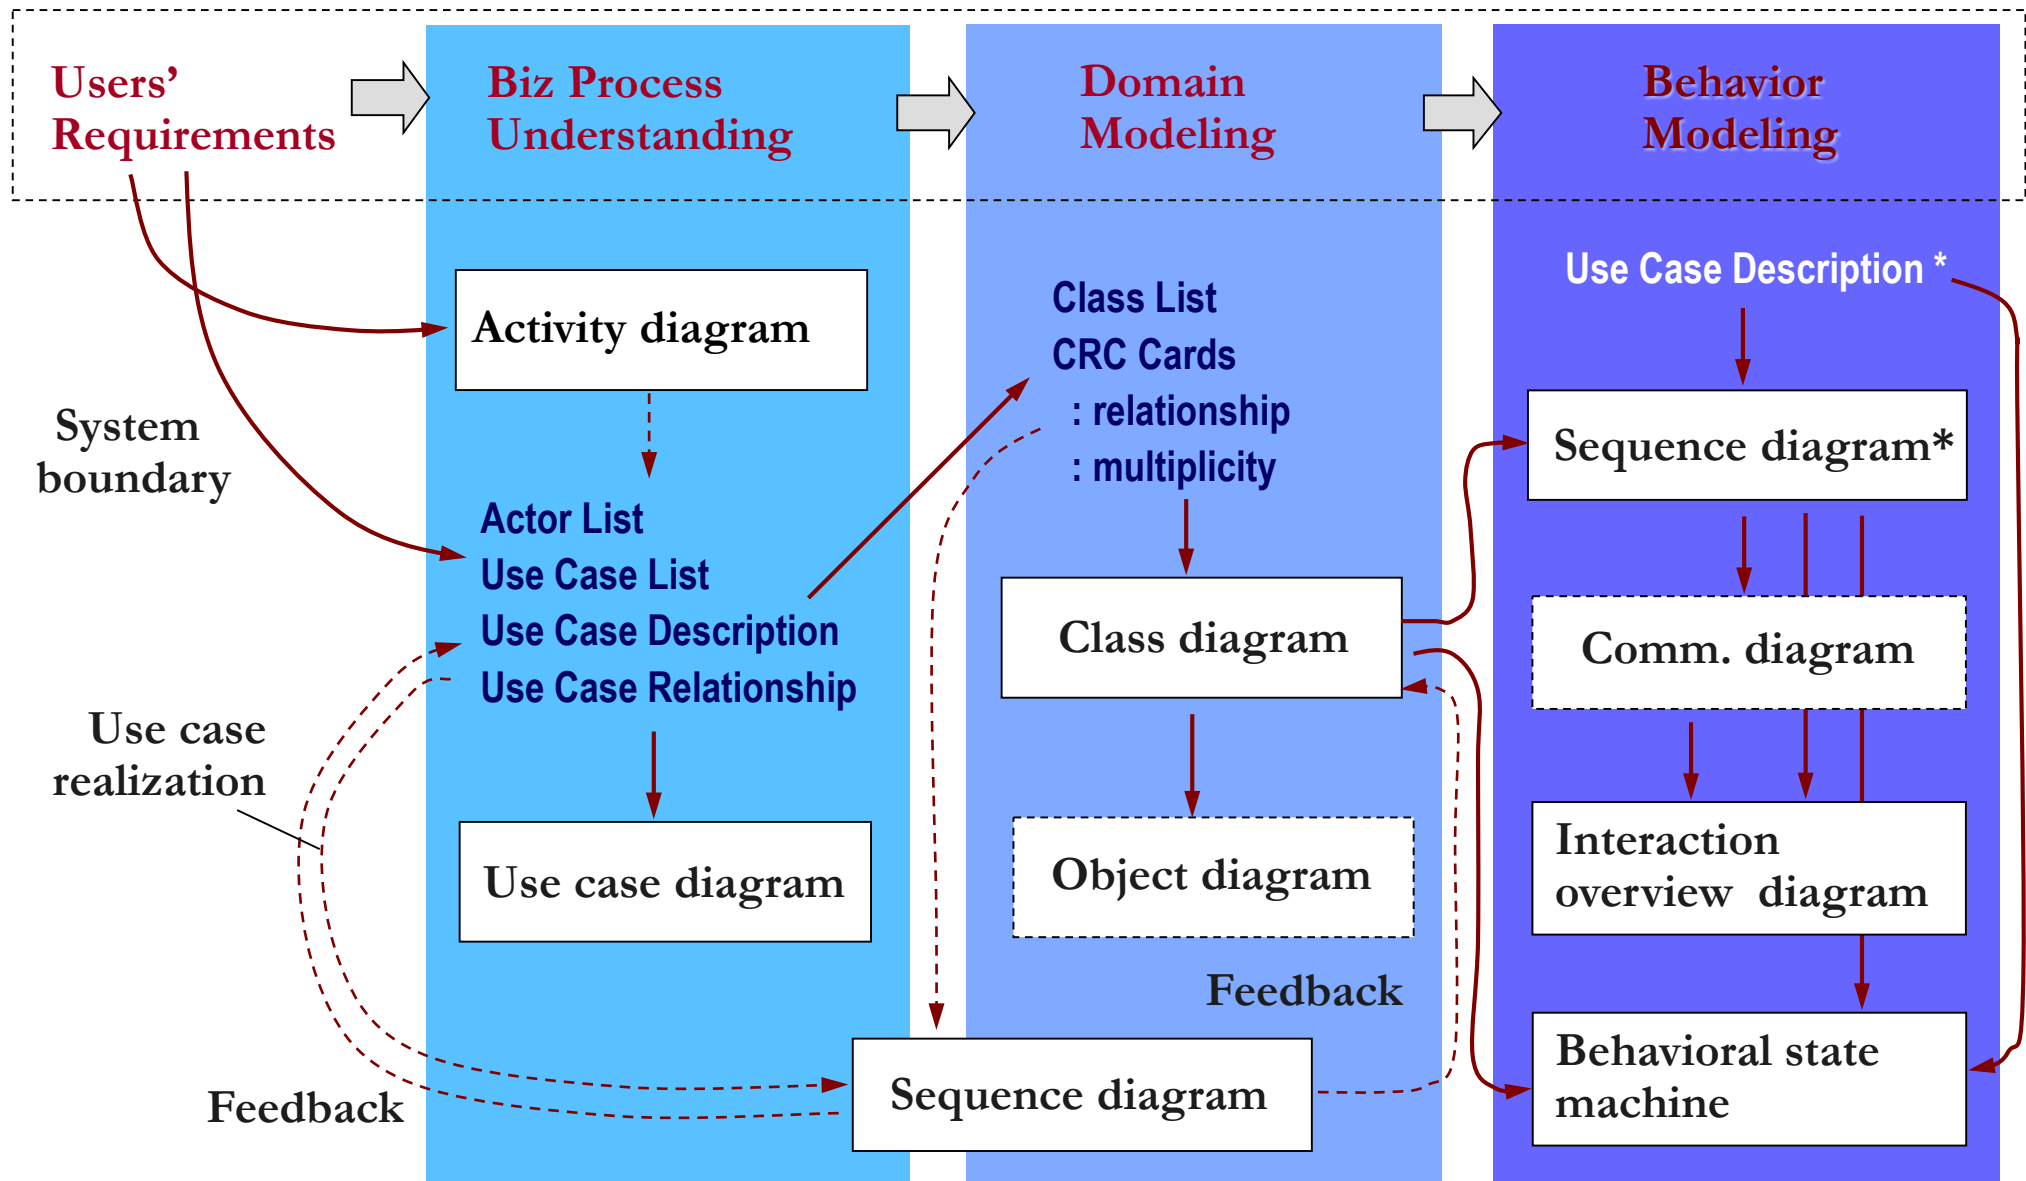 Users’
Requirements
Biz Process
Understanding
Domain
Modeling
Behavior
Modeling
System
boundary
Use case
realization
Feedback
Activity diagram
Actor List
Use Case List
Use Case Description
Use Case Relationship
Use case diagram
Class List
CRC Cards
: relationship
: multiplicity
Class diagram
Object diagram
Feedback
Sequence diagram
Use Case Description *
Sequence diagram*
Comm. diagram
Interaction
overview diagram
Behavioral state
machine